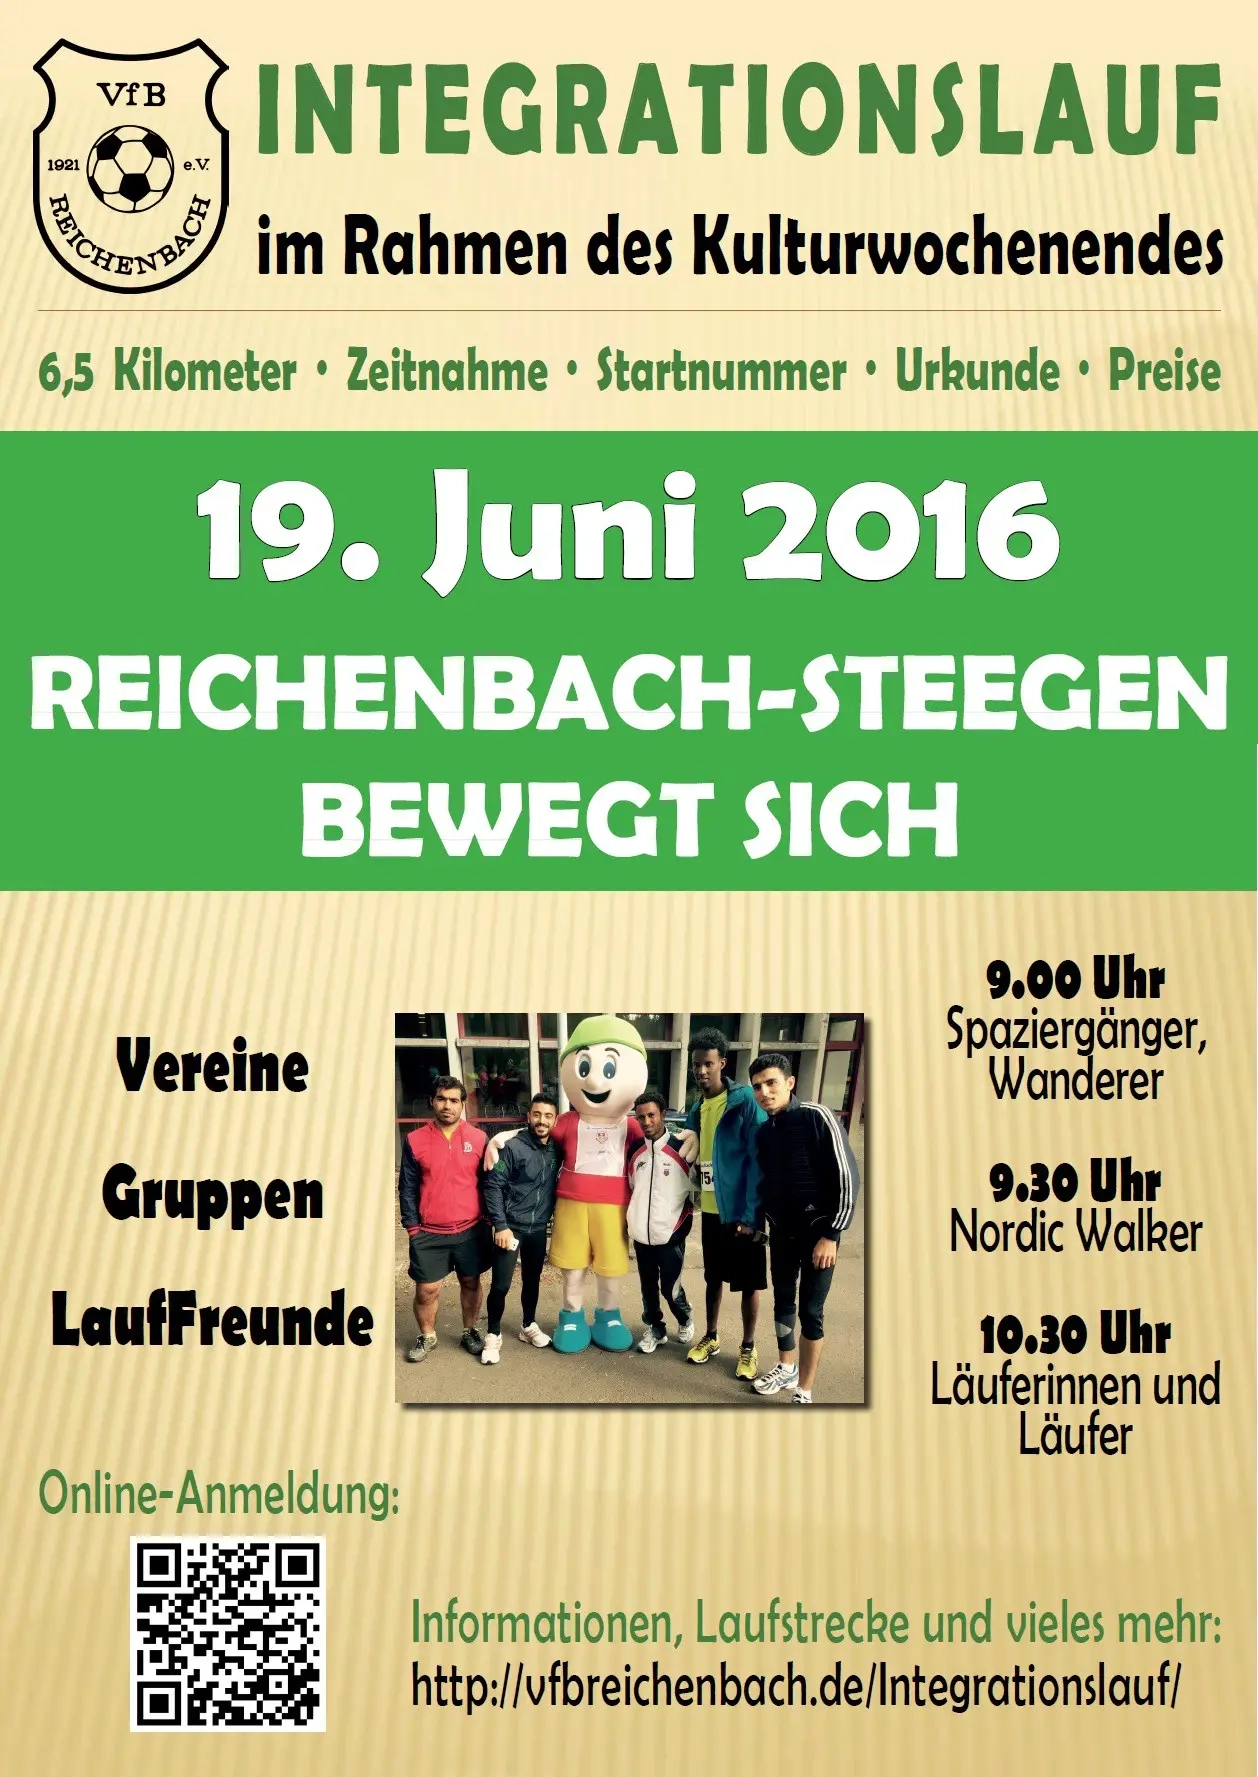 VfB
1921 e.V.
REICHENBACH
INTEGRATIONSLAUF
im Rahmen des Kulturwochenendes
6,5 Kilometer • Zeitnahme • Startnummer • Urkunde • Preise
19. Juni 2016
REICHENBACH-STEEGEN
BEWEGT SICH
Vereine
Gruppen
LaufFreunde
9.00 Uhr
Spaziergänger,
Wanderer
9.30 Uhr
Nordic Walker
10.30 Uhr
Läuferinnen und
Läufer
Online-Anmeldung:
Informationen, Laufstrecke und vieles mehr:
http://vfbreichenbach.de/Integrationslauf/